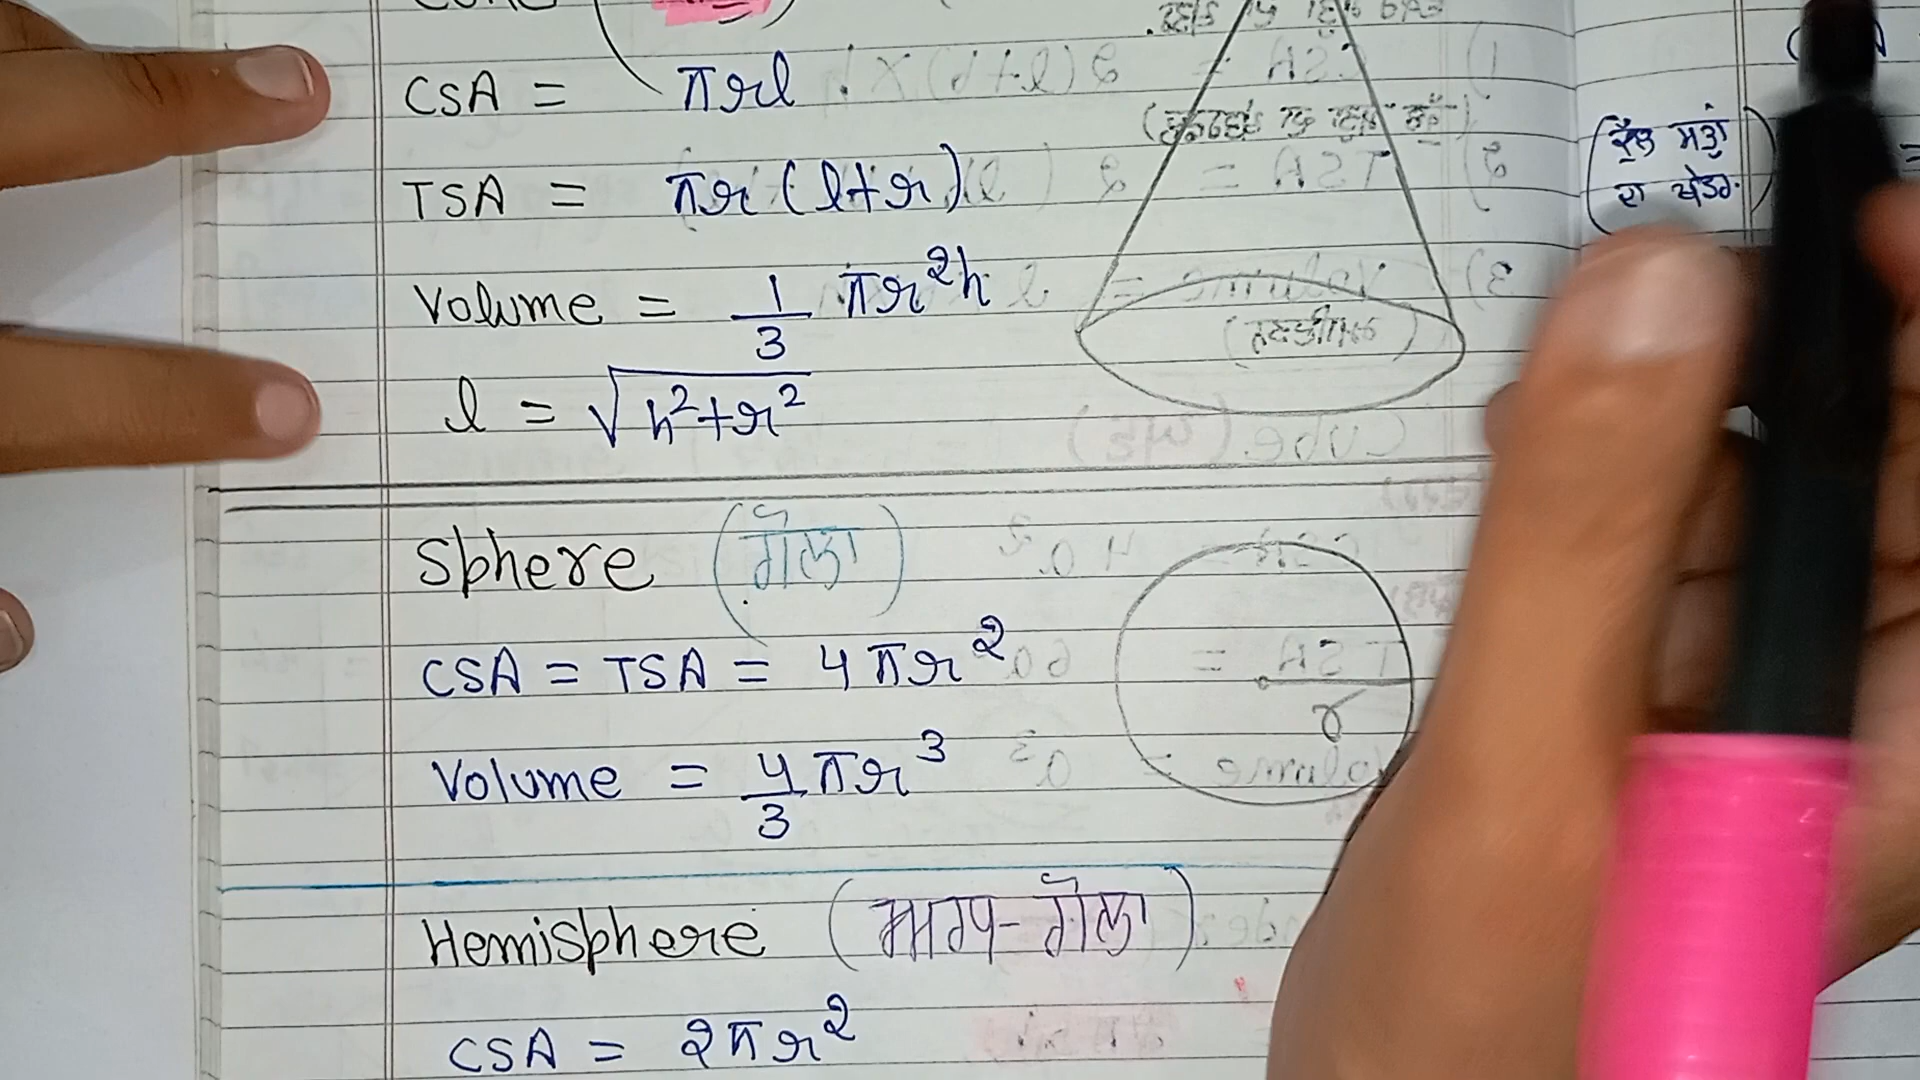 CSA = πrl
TSA = πr(l+r)
Volume = 1/3 πr²h
l = √h²+r²
Sphere (ਗੋਲਾ)
CSA = TSA = 4πr²
r
Volume = 4/3 πr³
Hemisphere (ਅਰਧ-ਗੋਲਾ)
CSA = 2πr²